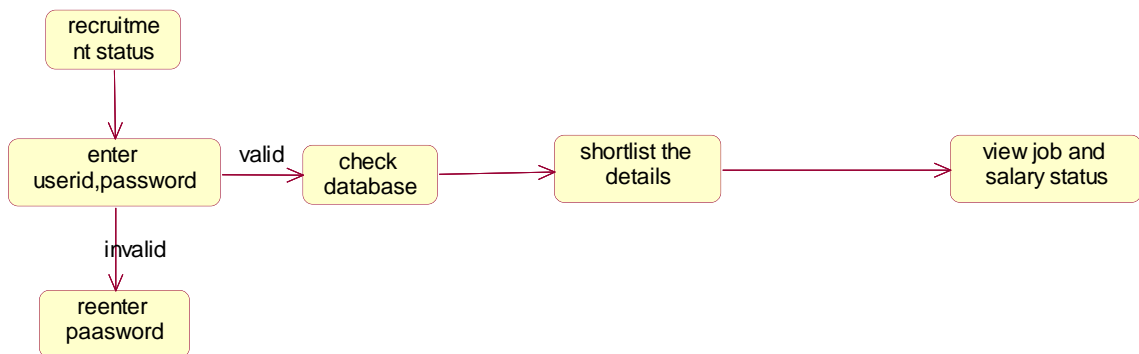 recruitme
nt status
enter
userid,password
valid
check
database
shortlist the
details
view job and
salary status
invalid
reenter
paasword